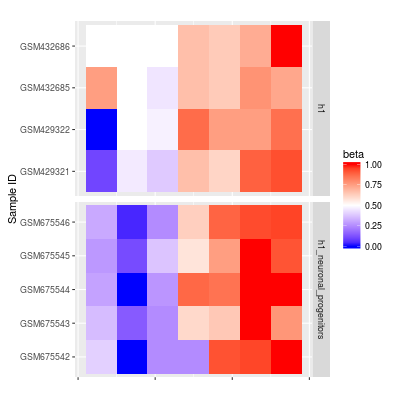 GSM432686
GSM432685
GSM429322
GSM429321
h1
GSM675546
GSM675545
GSM675544
GSM675543
GSM675542
h1_neuronal_progenitors
Sample ID
beta
1.00
0.75
0.50
0.25
0.00